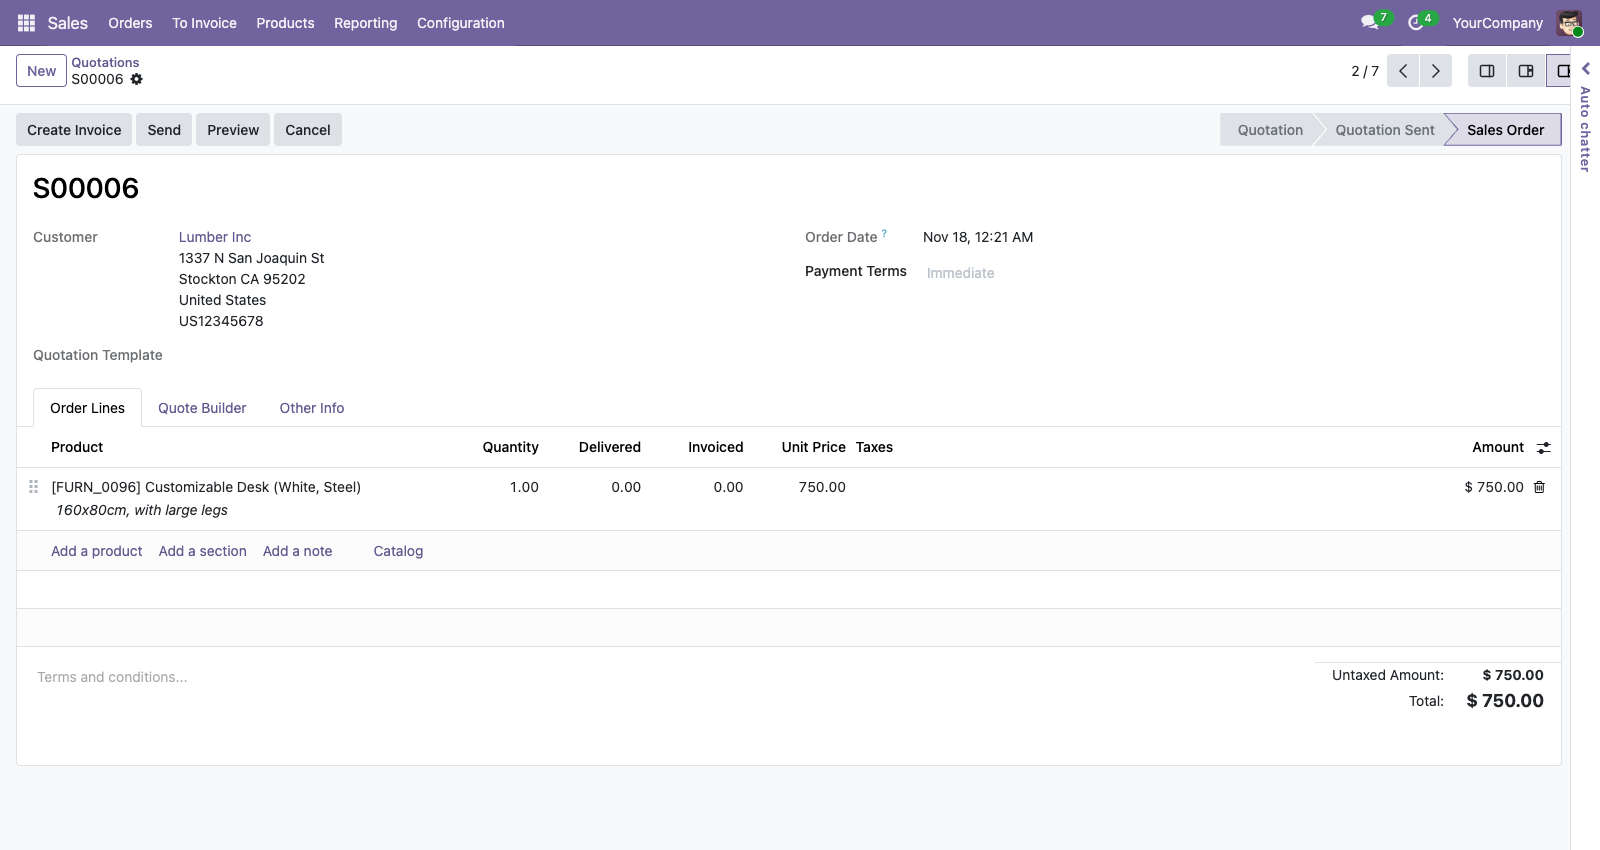 Sales Orders To Invoice Products Reporting Configuration 7 4 YourCompany
New Quotations
S00006
2 / 7
Auto chatter
Create Invoice Send Preview Cancel Quotation Quotation Sent Sales Order
S00006
Customer Lumber Inc
1337 N San Joaquin St
Stockton CA 95202
United States
US12345678
Order Date ? Nov 18, 12:21 AM
Payment Terms Immediate
Quotation Template
Order Lines Quote Builder Other Info
Product Quantity Delivered Invoiced Unit Price Taxes Amount
[FURN_0096] Customizable Desk (White, Steel) 1.00 0.00 0.00 750.00 $ 750.00
160x80cm, with large legs
Add a product Add a section Add a note Catalog
Terms and conditions...
Untaxed Amount: $ 750.00
Total: $ 750.00